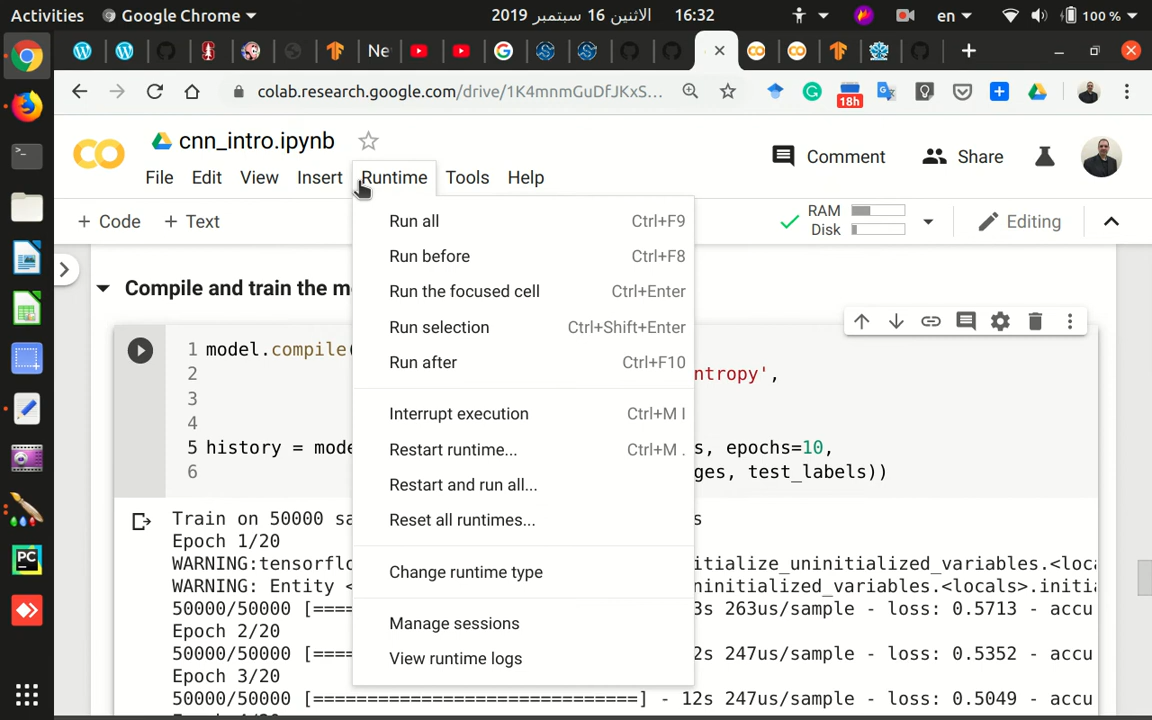 Activities Google Chrome الاثنين 16 سبتمبر 2019 16:32 en 100 %
Ne
colab.research.google.com/drive/1K4mnmGuDfJKxS... 18h
cnn_intro.ipynb
Comment Share
File Edit View Insert Runtime Tools Help
+ Code + Text RAM Disk Editing
Run all Ctrl+F9
Run before Ctrl+F8
Run the focused cell Ctrl+Enter
Run selection Ctrl+Shift+Enter
Run after Ctrl+F10
Interrupt execution Ctrl+M I
Restart runtime... Ctrl+M .
Restart and run all...
Reset all runtimes...
Change runtime type
Manage sessions
View runtime logs
Compile and train the m
1 model.compile(
2 ntropy',
3
4
5 history = mode s, epochs=10,
6 ges, test_labels))
Train on 50000 sa s
Epoch 1/20
WARNING:tensorflo itialize_uninitialized_variables.<loca
WARNING: Entity < ninitialized_variables.<locals>.initia
50000/50000 [==== 3s 263us/sample - loss: 0.5713 - accu
Epoch 2/20
50000/50000 [==== 2s 247us/sample - loss: 0.5352 - accu
Epoch 3/20
50000/50000 [==============================] - 12s 247us/sample - loss: 0.5049 - accu
PC